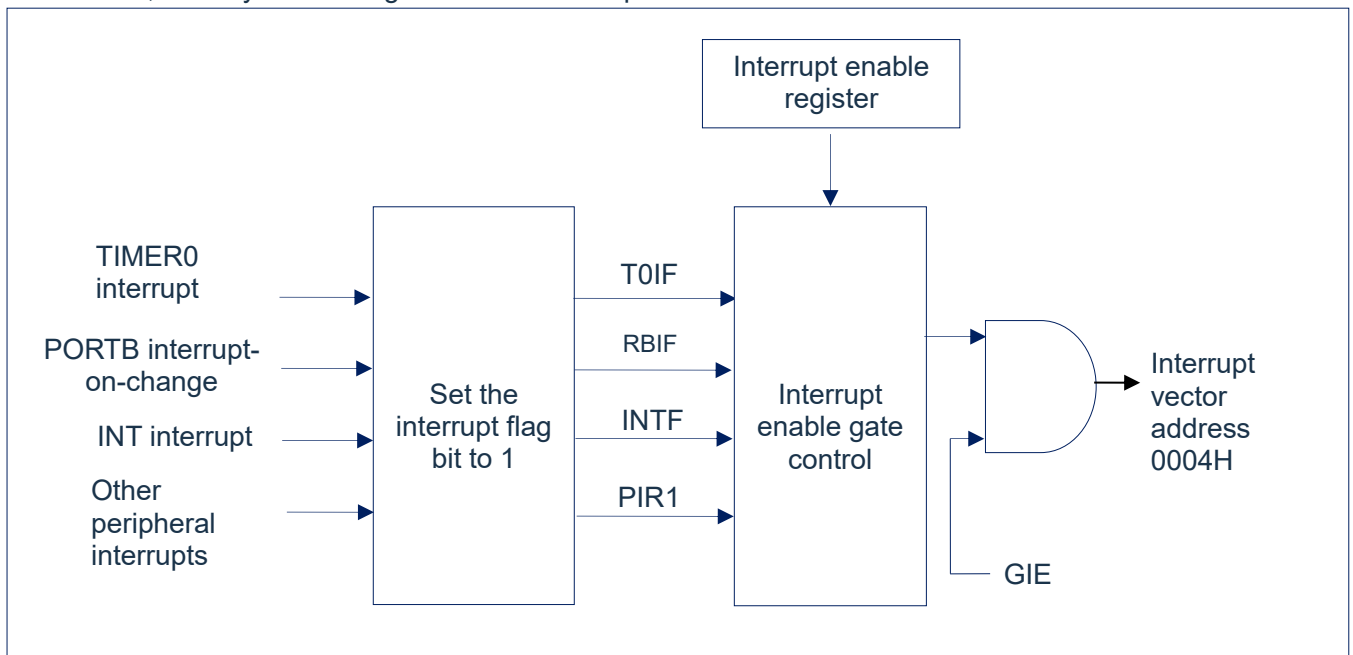 Interrupt enable
register
TIMER0
interrupt
T0IF
PORTB interrupt-
on-change
RBIF
Set the
interrupt flag
bit to 1
Interrupt
enable gate
control
Interrupt
vector
address
0004H
INT interrupt
INTF
Other
peripheral
interrupts
PIR1
GIE